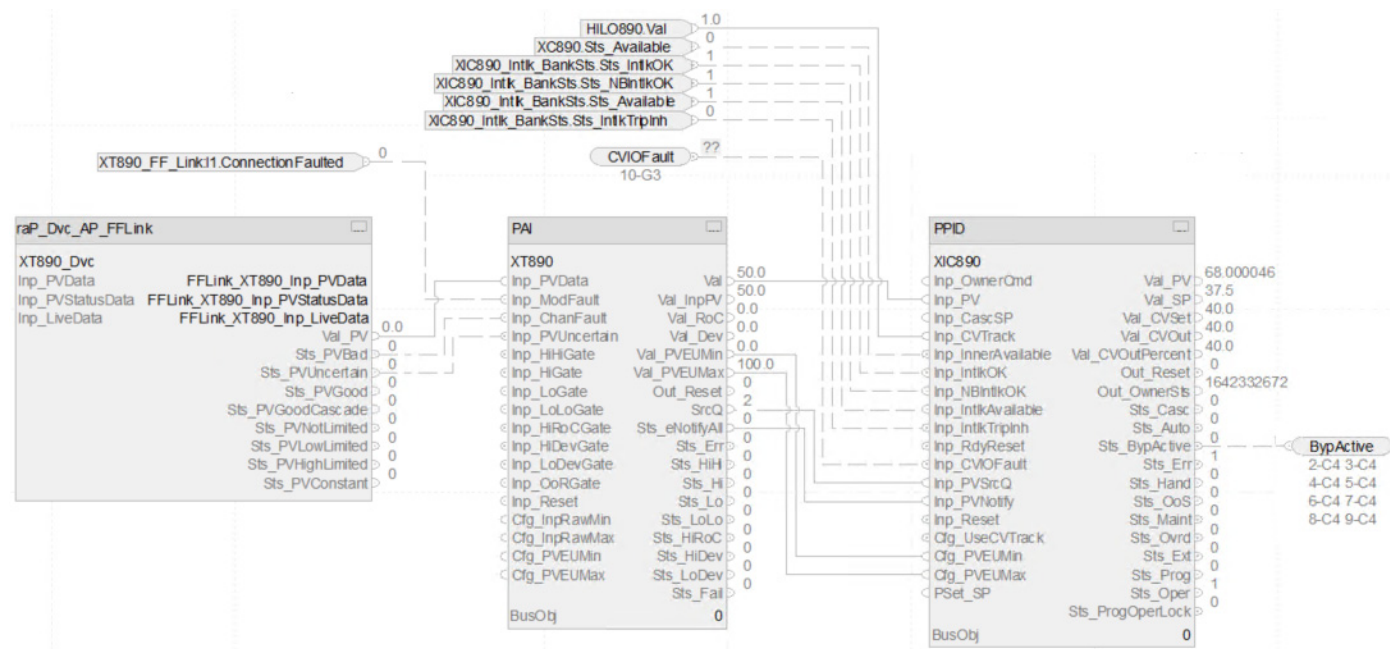 HILO890.Val 1.0
XC890.Sts_Available 0
XIC890_Intlk_BankSts.Sts_IntlkOK 1
XIC890_Intlk_BankSts.Sts_NBIntlkOK 1
XIC890_Intlk_BankSts.Sts_Available 1
XIC890_Intlk_BankSts.Sts_IntlkTripInh 0
XT890_FF_Link:I1.ConnectionFaulted 0
CVIOFault ??
10-G3
raP_Dvc_AP_FFLink
XT890_Dvc
Inp_PVData FFLink_XT890_Inp_PVData
Inp_PVStatusData FFLink_XT890_Inp_PVStatusData
Inp_LiveData FFLink_XT890_Inp_LiveData
Val_PV 0.0
Sts_PVBad 0
Sts_PVUncertain 0
Sts_PVGood 0
Sts_PVGoodCascade 0
Sts_PVNotLimited 0
Sts_PVLowLimited 0
Sts_PVHighLimited 0
Sts_PVConstant 0
PAI
XT890
Inp_PVData Val 50.0
Inp_ModFault Val_InpPV 50.0
Inp_ChanFault Val_RoC 0.0
Inp_PVUncertain Val_Dev 0.0
Inp_HiHiGate Val_PVEUMin 0.0
Inp_HiGate Val_PVEUMax 100.0
Inp_LoGate Out_Reset 0
Inp_LoLoGate SrcQ 2
Inp_HiRoCGate Sts_eNotifyAll 0
Inp_HiDevGate Sts_Err 0
Inp_LoDevGate Sts_HiHi 0
Inp_OoRGate Sts_Hi 0
Inp_Reset Sts_Lo 0
Cfg_InpRawMin Sts_LoLo 0
Cfg_InpRawMax Sts_HiRoC 0
Cfg_PVEUMin Sts_HiDev 0
Cfg_PVEUMax Sts_LoDev 0
Sts_Fail 0
BusObj 0
PPID
XIC890
Inp_OwnerCmd Val_PV 68.000046
Inp_PV Val_SP 37.5
Inp_CascSP Val_CVSet 40.0
Inp_CVTrack Val_CVOut 40.0
Inp_InnerAvailable Val_CVOutPercent 40.0
Inp_IntlkOK Out_Reset 0
Inp_NBIntlkOK Out_OwnerSts 1642332672
Inp_IntlkAvailable Sts_Casc 0
Inp_IntlkTripInh Sts_Auto 0
Inp_RdyReset Sts_BypActive 0
Inp_CVIOFault Sts_Err 1
Inp_PVSrcQ Sts_Hand 0
Inp_PVNotify Sts_OoS 0
Inp_Reset Sts_Maint 0
Cfg_UseCVTrack Sts_Ovrd 0
Cfg_PVEUMin Sts_Ext 0
Cfg_PVEUMax Sts_Prog 0
PSet_SP Sts_Oper 1
Sts_ProgOperLock 0
BusObj 0
BypActive
2-C4 3-C4
4-C4 5-C4
6-C4 7-C4
8-C4 9-C4